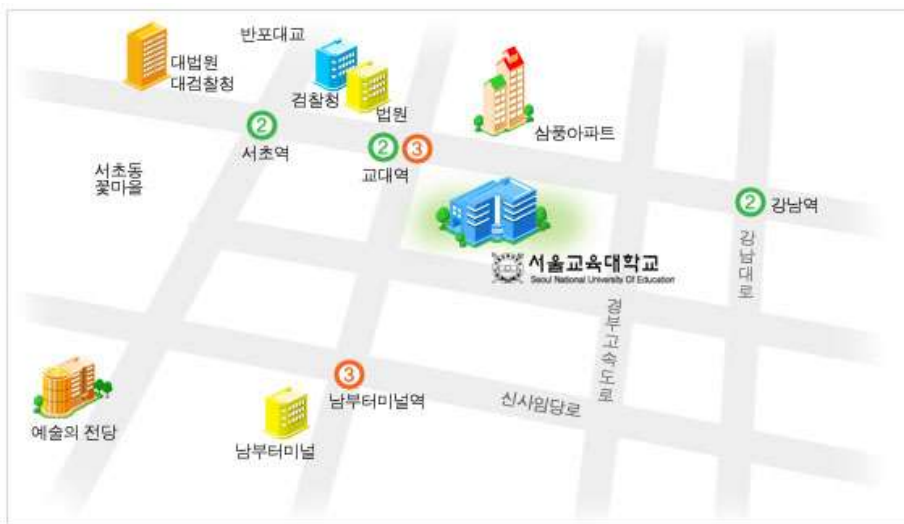 반포대교
대법원
대검찰청
검찰청
법원
삼풍아파트
②
서초역
② ③
교대역
서초동
꽃마을
② 강남역
강남대로
서울교육대학교
Seoul National University Of Education
경부고속도로
③
남부터미널역
신사임당로
예술의 전당
남부터미널